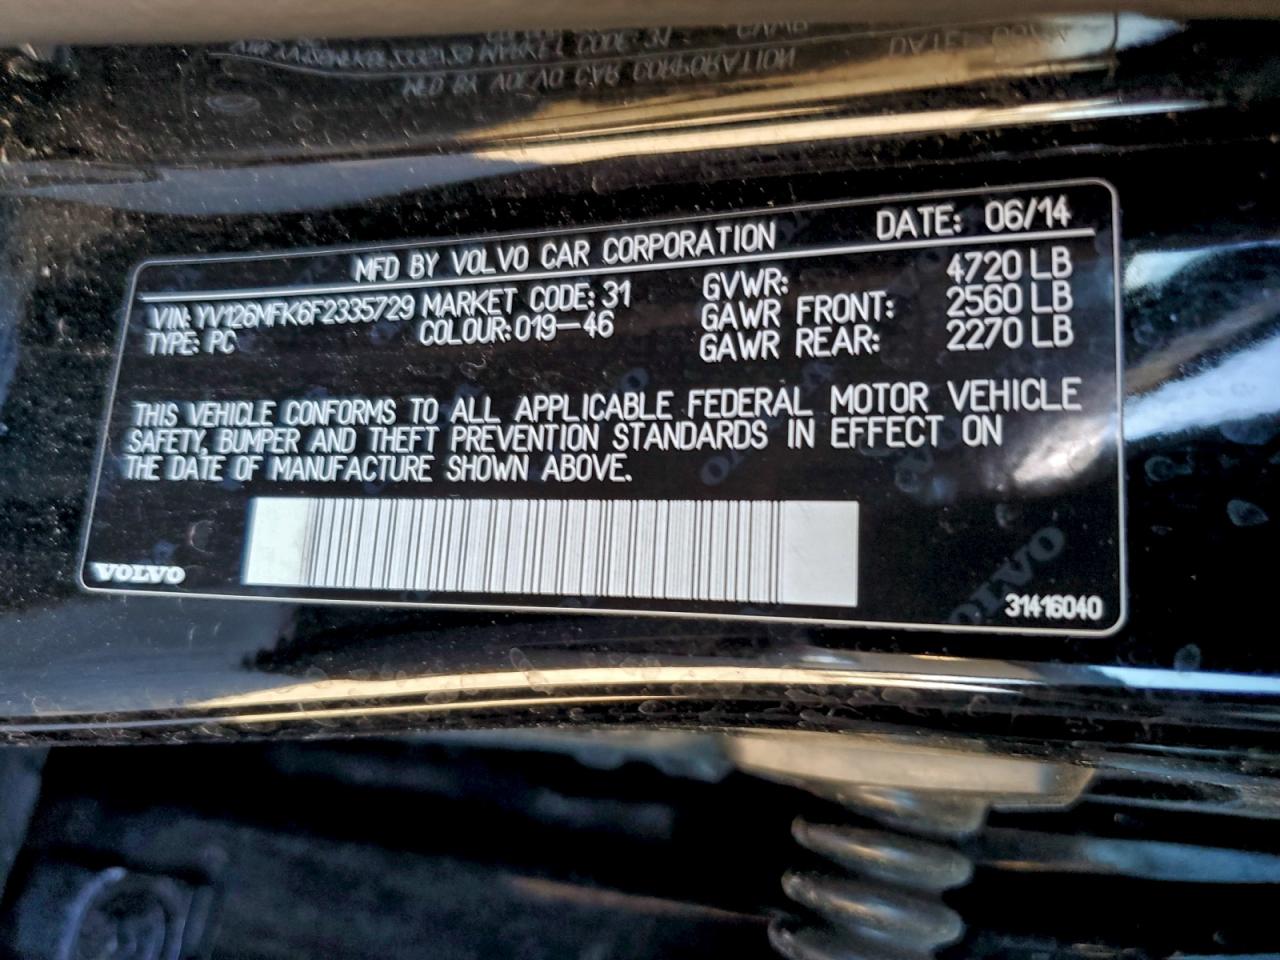 MFD BY VOLVO CAR CORPORATION DATE: 06/14
VIN: YV126MFK6F2335729 MARKET CODE: 31 GVWR: 4720 LB
TYPE: PC COLOUR: 019-46 GAWR FRONT: 2560 LB
GAWR REAR: 2270 LB
THIS VEHICLE CONFORMS TO ALL APPLICABLE FEDERAL MOTOR VEHICLE
SAFETY, BUMPER AND THEFT PREVENTION STANDARDS IN EFFECT ON
THE DATE OF MANUFACTURE SHOWN ABOVE.
VOLVO
VOLVO
31416040